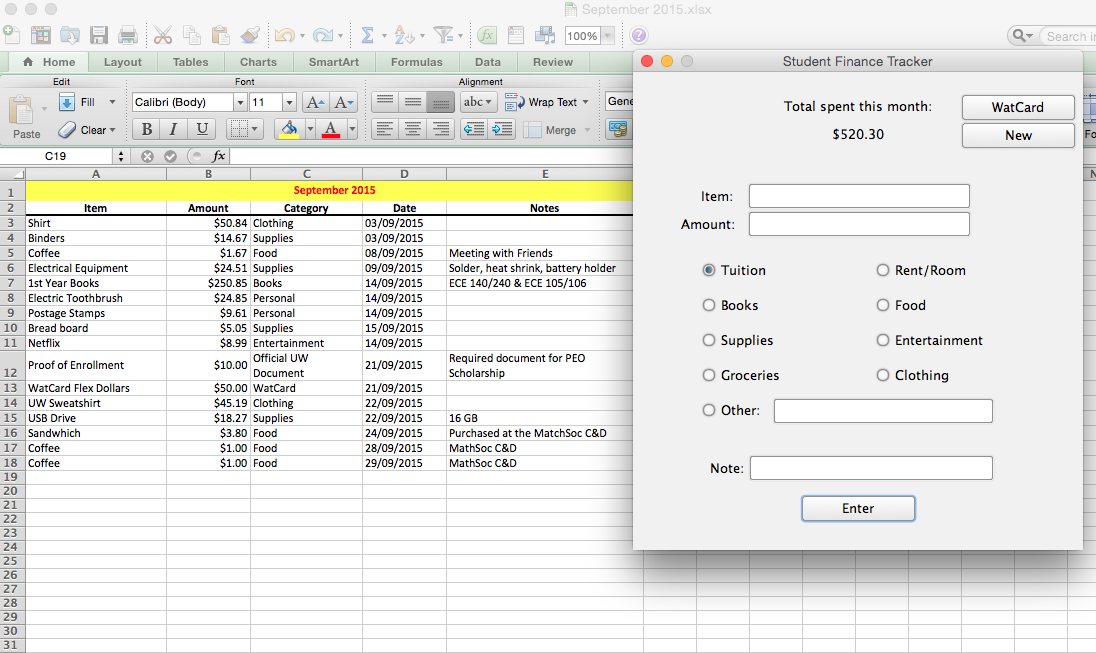 September 2015.xlsx
100%
Search in
Home Layout Tables Charts SmartArt Formulas Data Review
Edit Font Alignment
Paste Fill Calibri (Body) 11 A A abc Wrap Text Gene
Clear B I U A Merge
C19 fx
A B C D E N
1 September 2015
2 Item Amount Category Date Notes
3 Shirt $50.84 Clothing 03/09/2015
4 Binders $14.67 Supplies 03/09/2015
5 Coffee $1.67 Food 08/09/2015 Meeting with Friends
6 Electrical Equipment $24.51 Supplies 09/09/2015 Solder, heat shrink, battery holder
7 1st Year Books $250.85 Books 14/09/2015 ECE 140/240 & ECE 105/106
8 Electric Toothbrush $24.85 Personal 14/09/2015
9 Postage Stamps $9.61 Personal 14/09/2015
10 Bread board $5.05 Supplies 15/09/2015
11 Netflix $8.99 Entertainment 14/09/2015
12 Proof of Enrollment $10.00 Official UW Document 21/09/2015 Required document for PEO Scholarship
13 WatCard Flex Dollars $50.00 WatCard 21/09/2015
14 UW Sweatshirt $45.19 Clothing 22/09/2015
15 USB Drive $18.27 Supplies 22/09/2015 16 GB
16 Sandwhich $3.80 Food 24/09/2015 Purchased at the MatchSoc C&D
17 Coffee $1.00 Food 28/09/2015 MathSoc C&D
18 Coffee $1.00 Food 29/09/2015 MathSoc C&D
19
20
21
22
23
24
25
26
27
28
29
30
31
Student Finance Tracker
Total spent this month: WatCard
$520.30 New
Item:
Amount:
Tuition Rent/Room
Books Food
Supplies Entertainment
Groceries Clothing
Other:
Note:
Enter